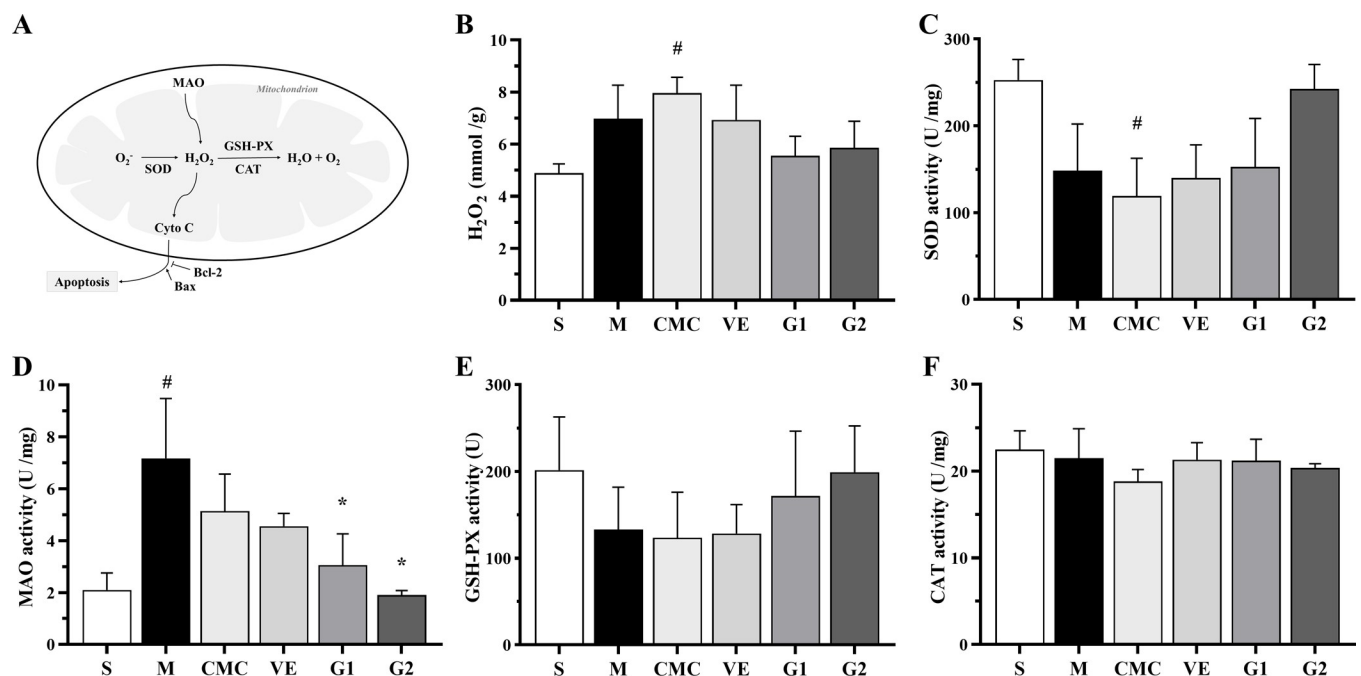 A
MAO
Mitochondrion
GSH-PX
O₂⁻ H₂O₂ H₂O + O₂
SOD CAT
Cyto C
Bcl-2
Apoptosis
Bax
B
H₂O₂ (mmol /g)
10
8
6
4
2
0
#
S M CMC VE G1 G2
C
SOD activity (U /mg)
300
200
100
0
#
S M CMC VE G1 G2
D
MAO activity (U /mg)
10
8
6
4
2
0
#
*
*
S M CMC VE G1 G2
E
GSH-PX activity (U)
300
200
100
0
S M CMC VE G1 G2
F
CAT activity (U /mg)
30
20
10
0
S M CMC VE G1 G2